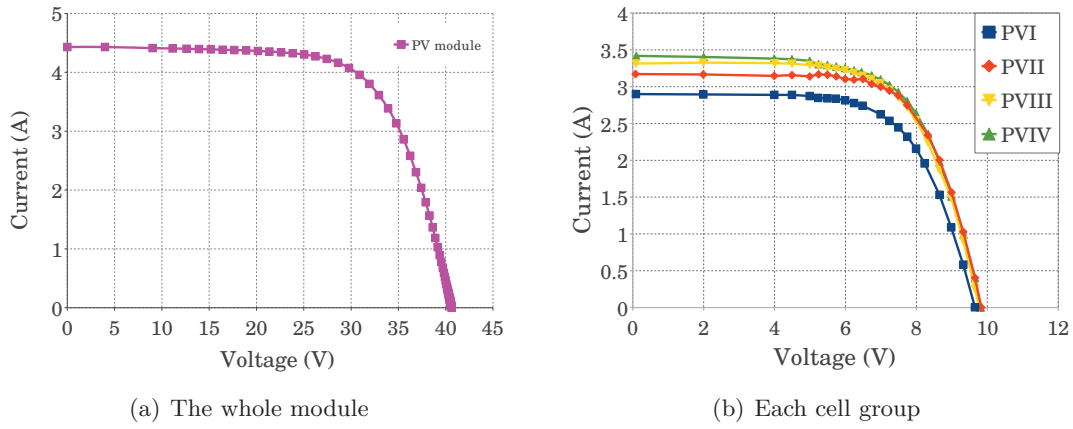 5
4
3
2
1
0
Current (A)
PV module
0 5 10 15 20 25 30 35 40 45
Voltage (V)
(a) The whole module
4
3.5
3
2.5
2
1.5
1
0.5
0
Current (A)
PVI
PVII
PVIII
PVIV
0 2 4 6 8 10 12
Voltage (V)
(b) Each cell group